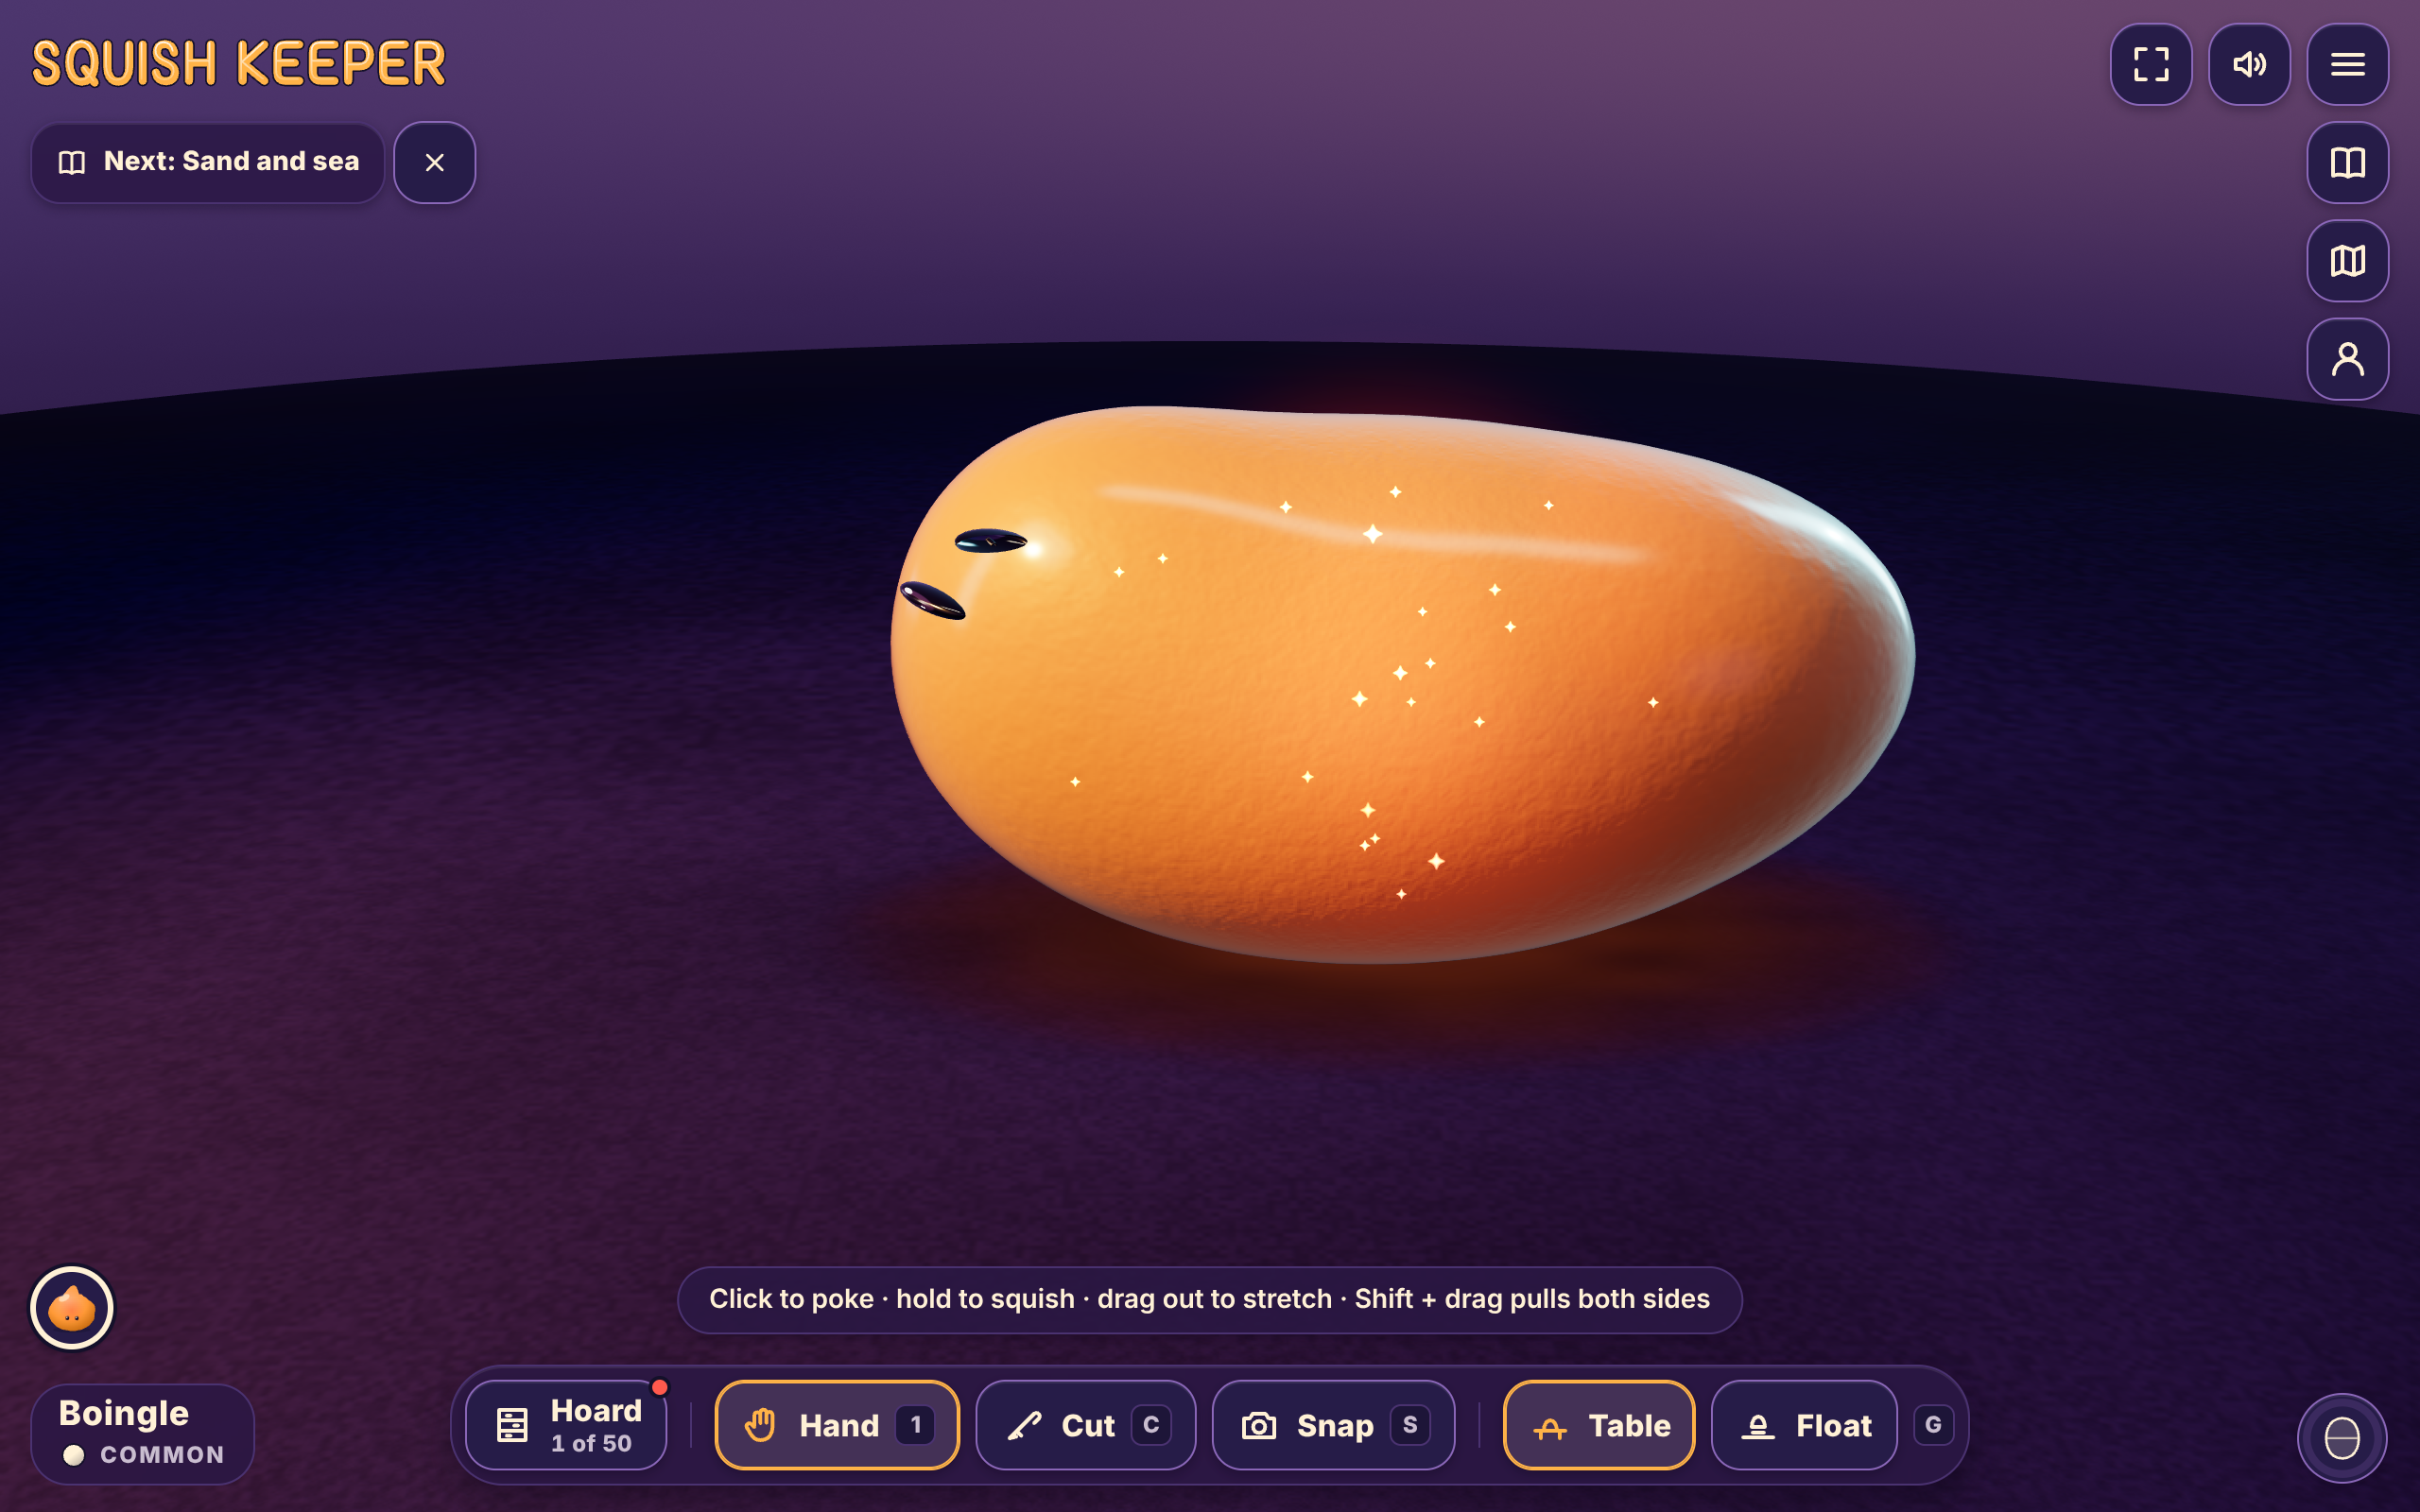 SQUISH KEEPER
Next: Sand and sea
Click to poke · hold to squish · drag out to stretch · Shift + drag pulls both sides
Boingle
COMMON
Hoard
1 of 50
Hand 1
Cut C
Snap S
Table
Float G